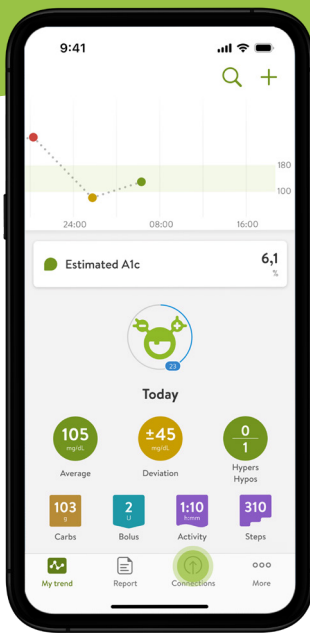 9:41
180
100
24:00 08:00 16:00
Estimated A1c 6,1
%
23
Today
105 ±45 0
mg/dL mg/dL 1
Average Deviation Hypers
Hypos
103 2 1:10 310
g U h:mm
Carbs Bolus Activity Steps
My trend Report Connections More